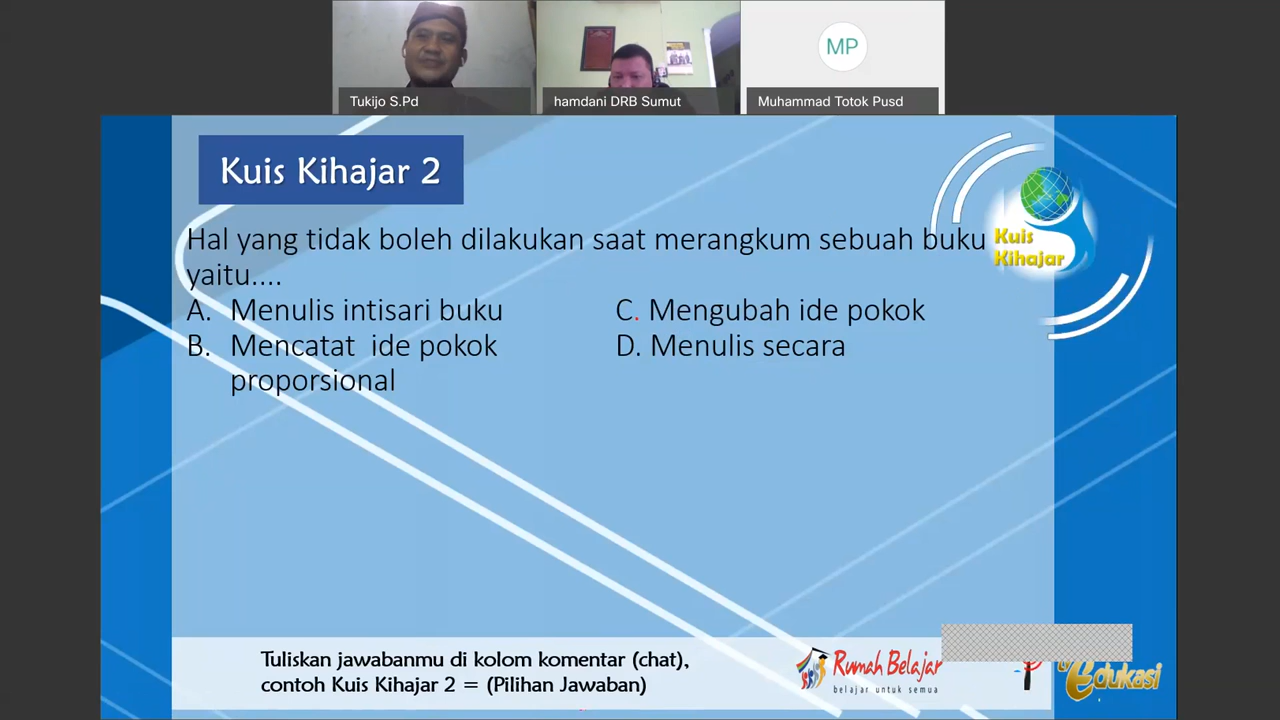 Tukijo S.Pd
hamdani DRB Sumut
MP
Muhammad Totok Pusd
Kuis Kihajar 2
Kuis
Kihajar
Hal yang tidak boleh dilakukan saat merangkum sebuah buku
yaitu....
A. Menulis intisari buku
C. Mengubah ide pokok
B. Mencatat ide pokok
D. Menulis secara
proporsional
Tuliskan jawabanmu di kolom komentar (chat),
contoh Kuis Kihajar 2 = (Pilihan Jawaban)
Rumah Belajar
belajar untuk semua
edukasi